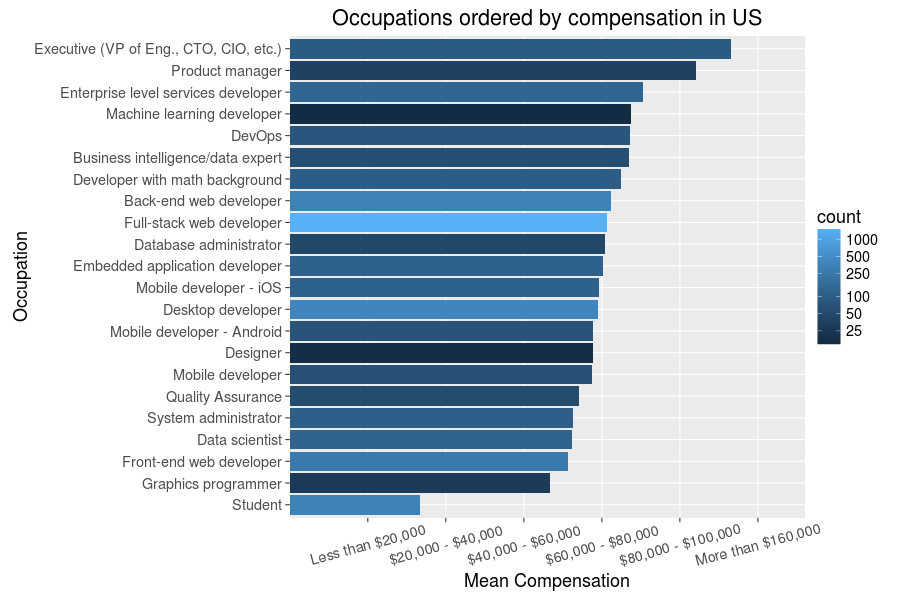 Occupations ordered by compensation in US
Occupation
Executive (VP of Eng., CTO, CIO, etc.)
Product manager
Enterprise level services developer
Machine learning developer
DevOps
Business intelligence/data expert
Developer with math background
Back-end web developer
Full-stack web developer
Database administrator
Embedded application developer
Mobile developer - iOS
Desktop developer
Mobile developer - Android
Designer
Mobile developer
Quality Assurance
System administrator
Data scientist
Front-end web developer
Graphics programmer
Student
Less than $20,000
$20,000 - $40,000
$40,000 - $60,000
$60,000 - $80,000
$80,000 - $100,000
More than $160,000
Mean Compensation
count
1000
500
250
100
50
25